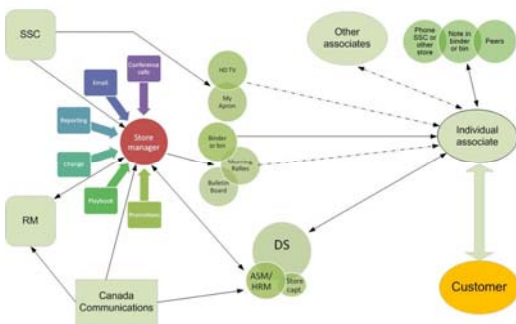 SSC
Conference
calls
Email
Reporting
Change
Playbook
Promotions
Store
manager
HDTV
My
Apron
Binder
or bin
Morning
Rallies
Bulletin
Board
RM
Canada
Communications
DS
ASM/
HRM
Store
capt.
Other
associates
Phone
SSC or
other
store
Note in
binder
or bin
Peers
Individual
associate
Customer